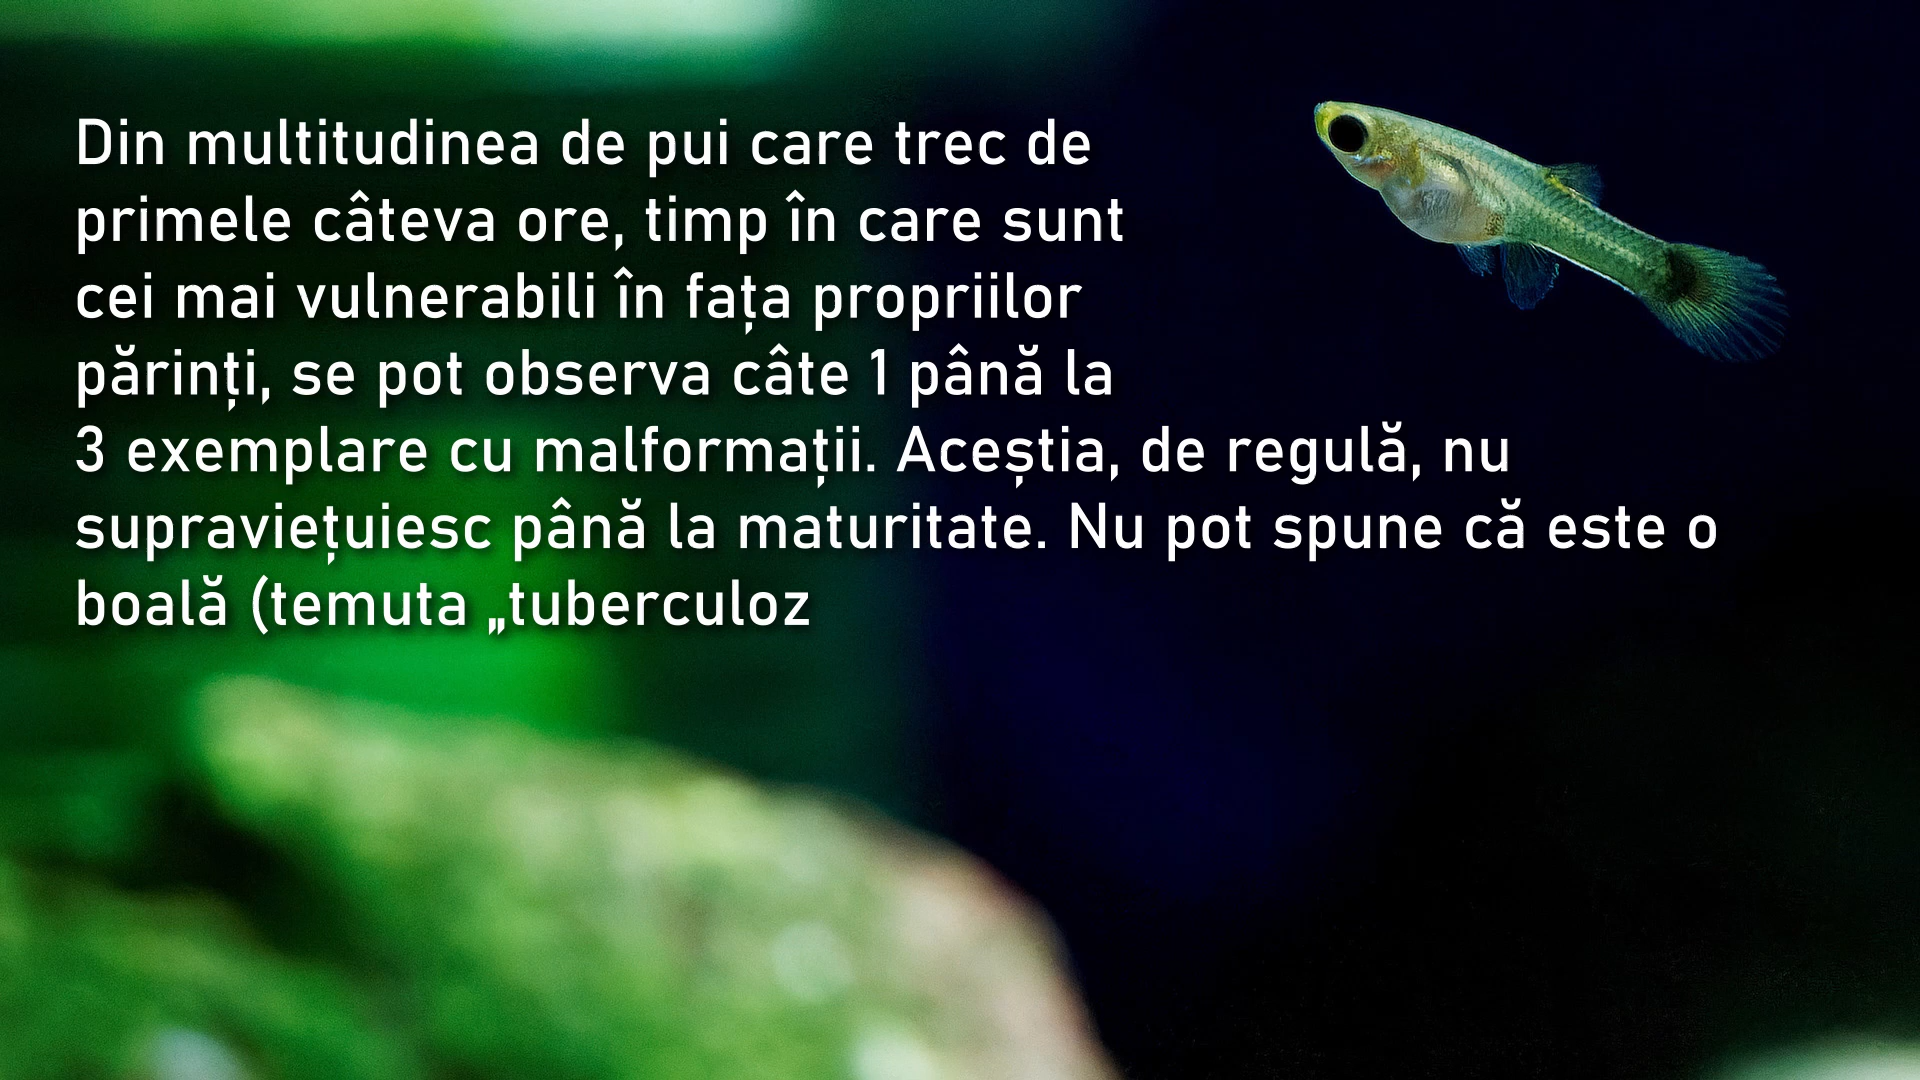 Din multitudinea de pui care trec de
primele câteva ore, timp în care sunt
cei mai vulnerabili în fața propriilor
părinți, se pot observa câte 1 până la
3 exemplare cu malformații. Aceștia, de regulă, nu
supraviețuiesc până la maturitate. Nu pot spune că este o
boală (temuta „tuberculoz